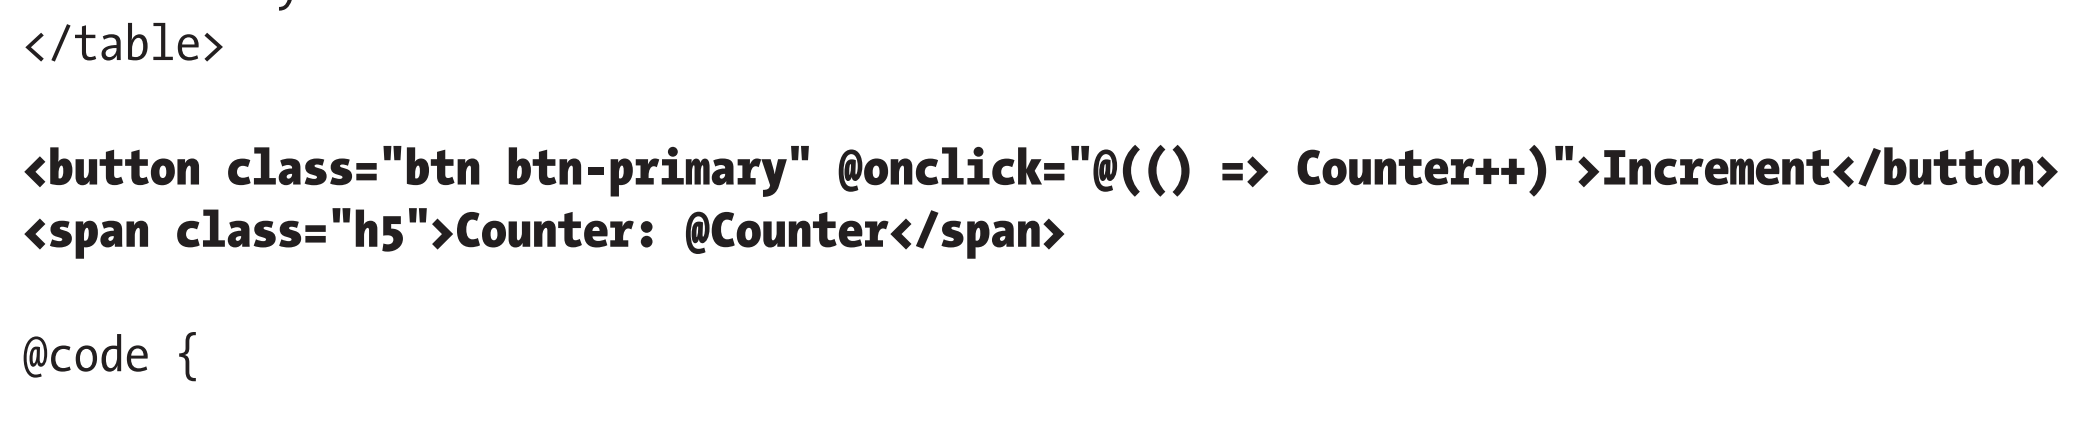 </table>
<button class="btn btn-primary" @onclick="@(() => Counter++)">Increment</button>
<span class="h5">Counter: @Counter</span>
@code {